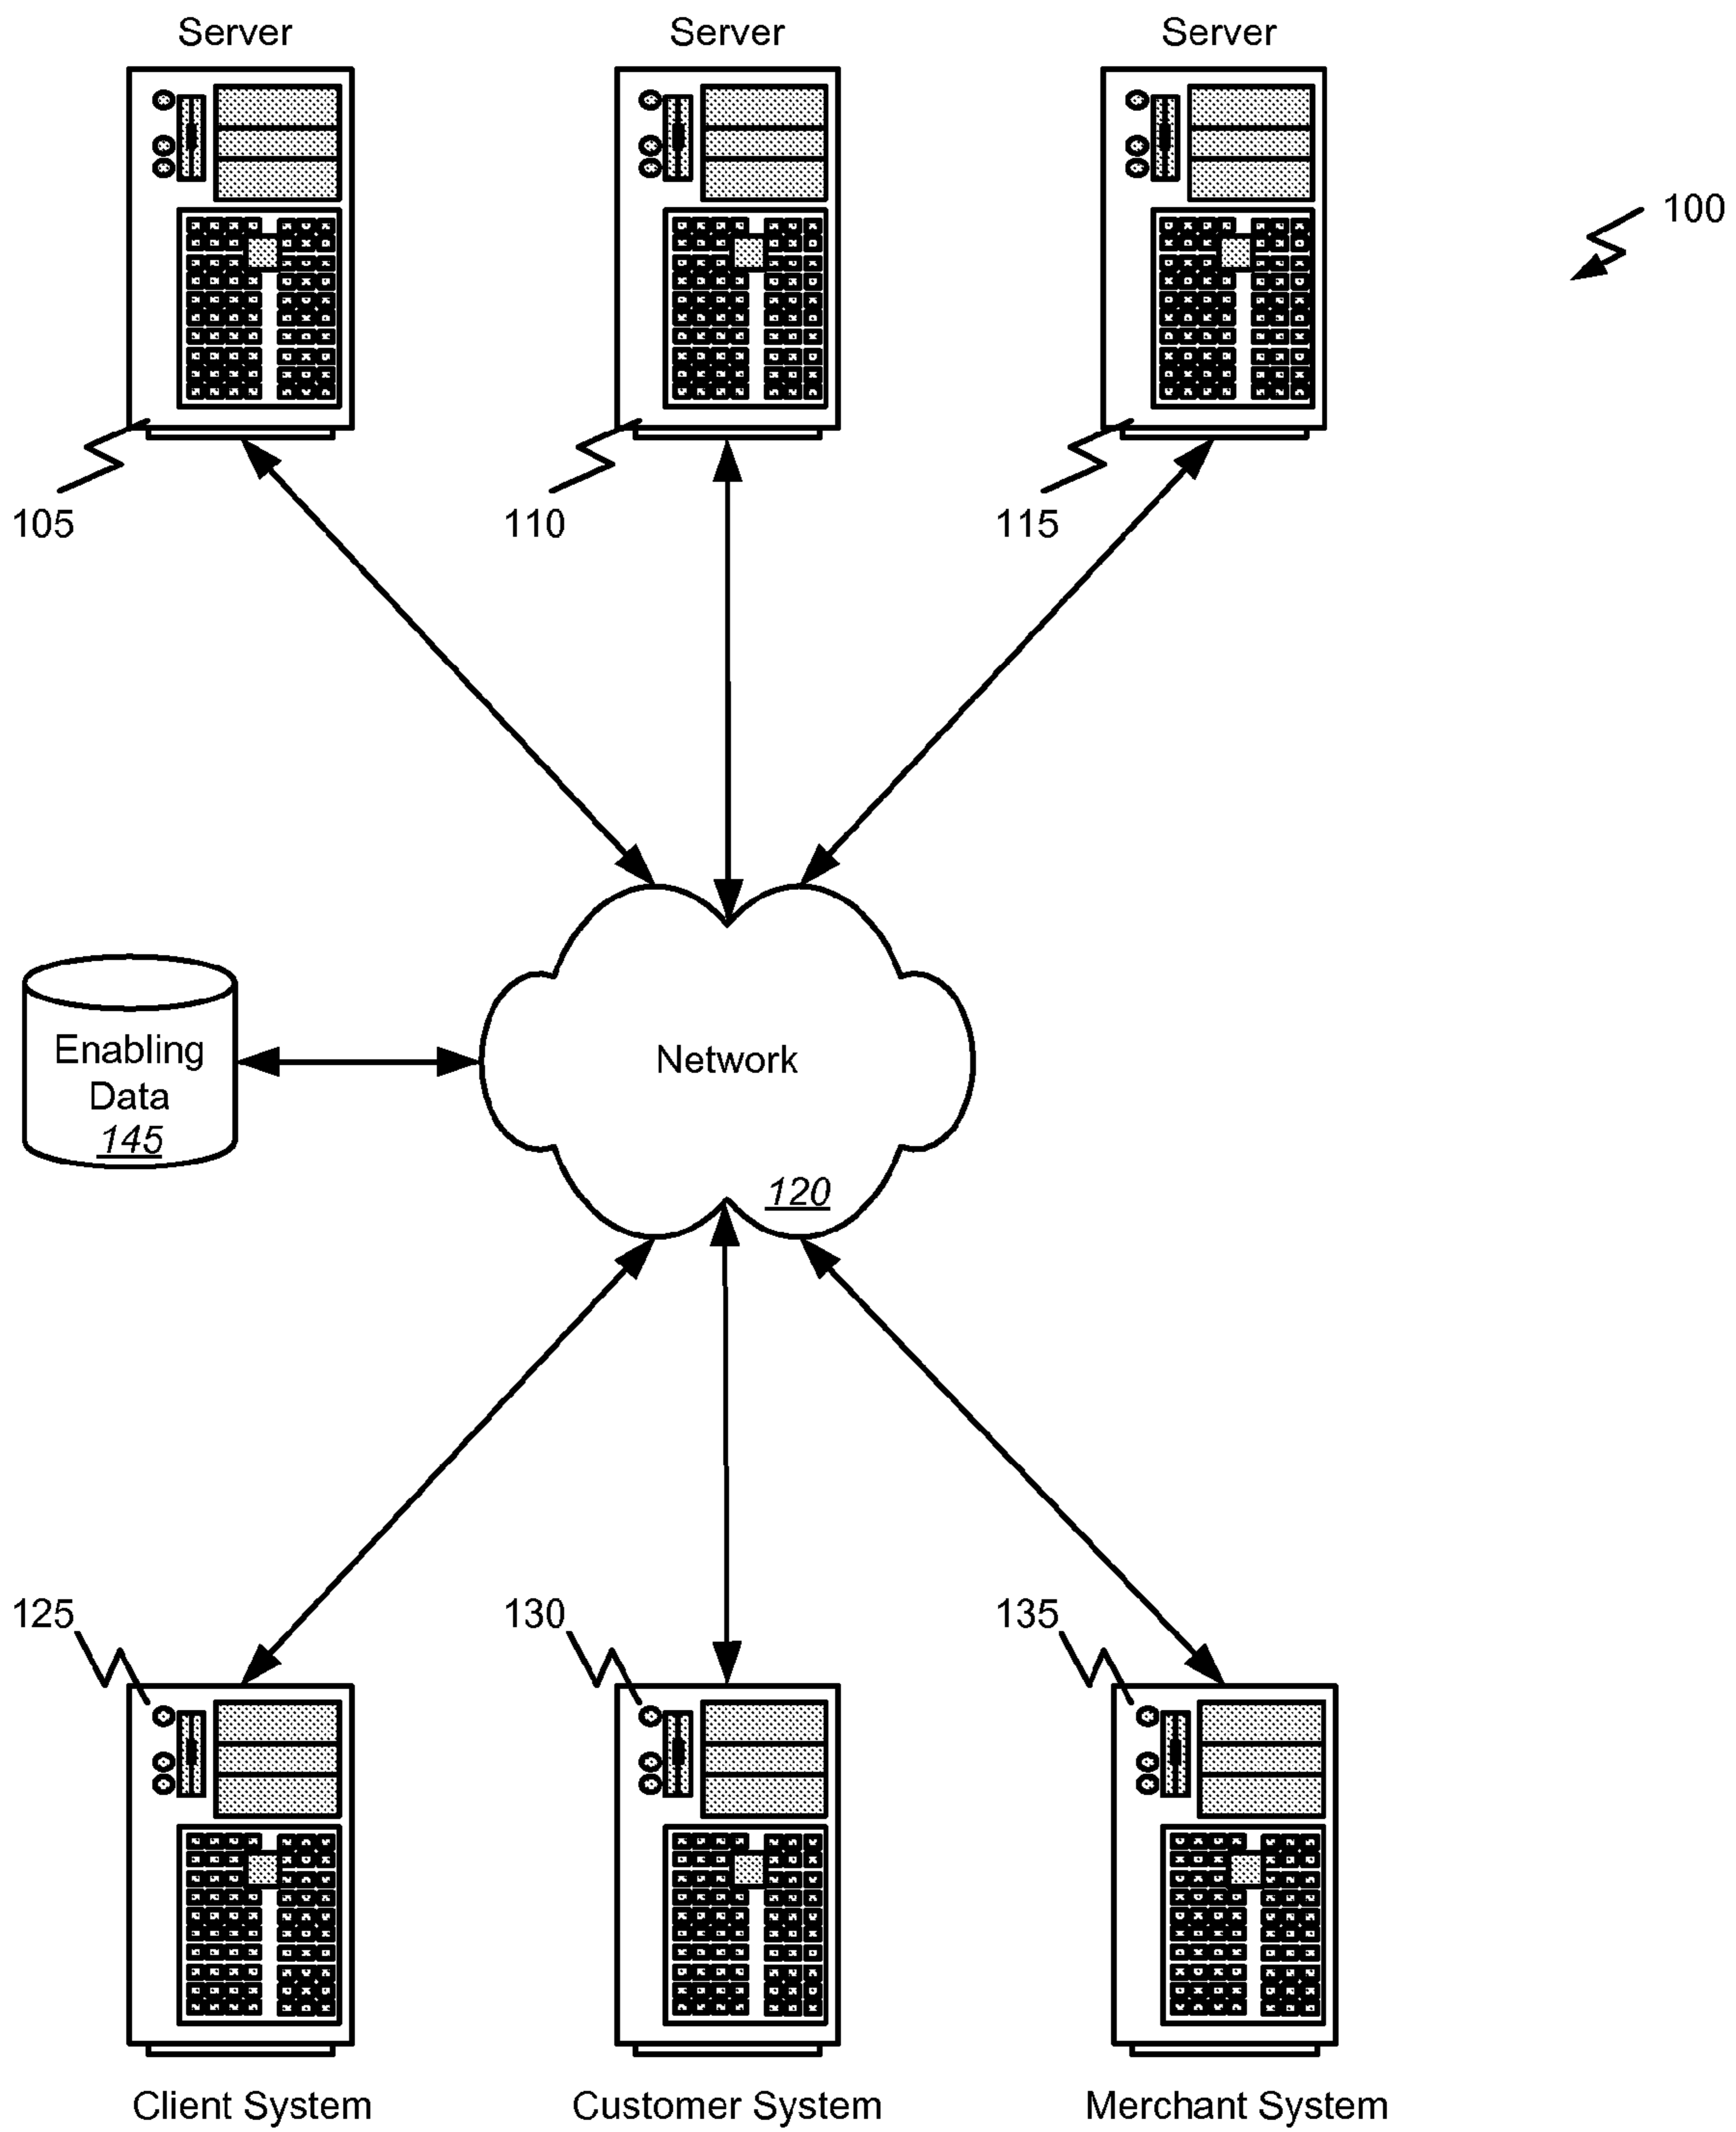 Server
Server
Server
100
105
110
115
Enabling
Data
145
Network
120
125
130
135
Client System
Customer System
Merchant System